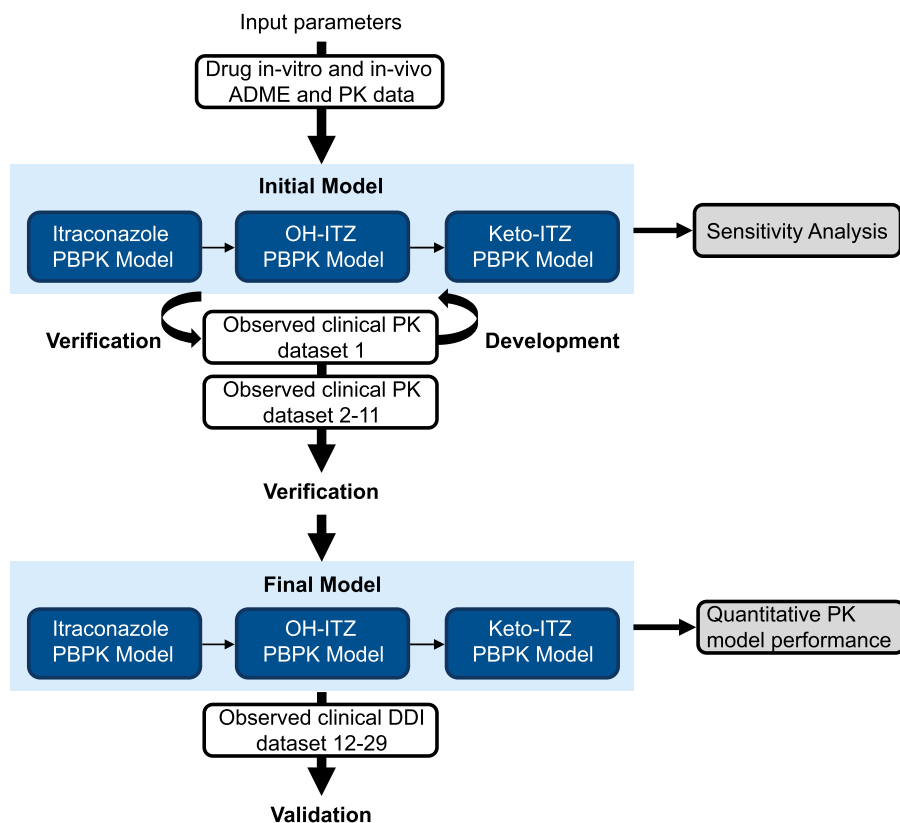 Input parameters
Drug in-vitro and in-vivo
ADME and PK data
Initial Model
Itraconazole
PBPK Model
OH-ITZ
PBPK Model
Keto-ITZ
PBPK Model
Sensitivity Analysis
Verification
Observed clinical PK
dataset 1
Development
Observed clinical PK
dataset 2-11
Verification
Final Model
Itraconazole
PBPK Model
OH-ITZ
PBPK Model
Keto-ITZ
PBPK Model
Quantitative PK
model performance
Observed clinical DDI
dataset 12-29
Validation